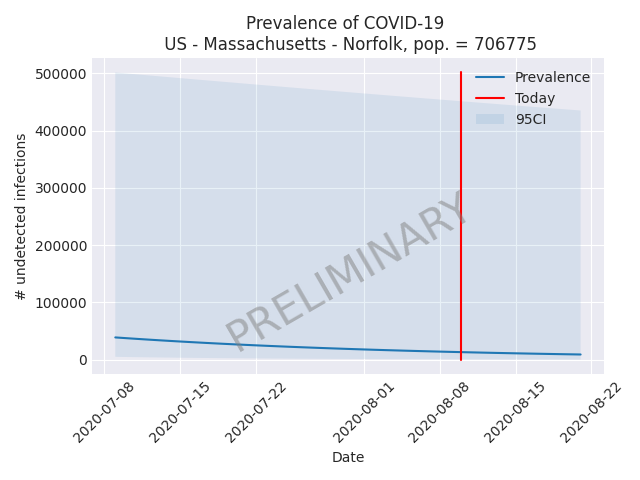 Prevalence of COVID-19
US - Massachusetts - Norfolk, pop. = 706775
500000
400000
300000
200000
100000
0
# undetected infections
Prevalence
Today
95CI
PRELIMINARY
2020-07-08
2020-07-15
2020-07-22
2020-08-01
2020-08-08
2020-08-15
2020-08-22
Date